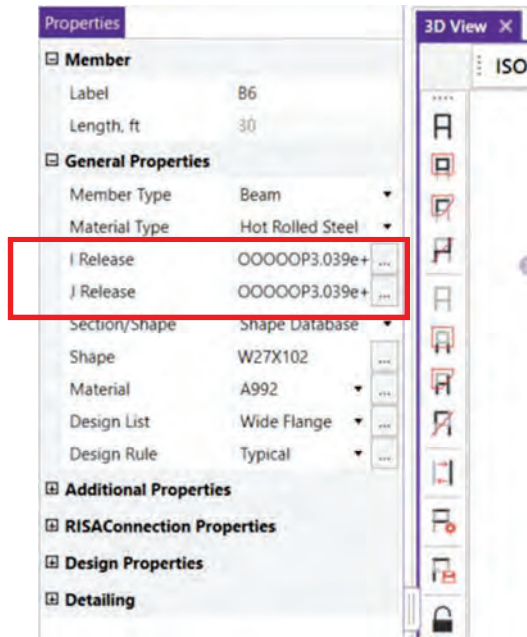 Properties
Member
Label B6
Length, ft 30
General Properties
Member Type Beam
Material Type Hot Rolled Steel
I Release OOOOOP3.039e+ ...
J Release OOOOOP3.039e+ ...
Section/Shape Shape Database
Shape W27X102 ...
Material A992 ...
Design List Wide Flange ...
Design Rule Typical ...
Additional Properties
RISAConnection Properties
Design Properties
Detailing
3D View
ISO